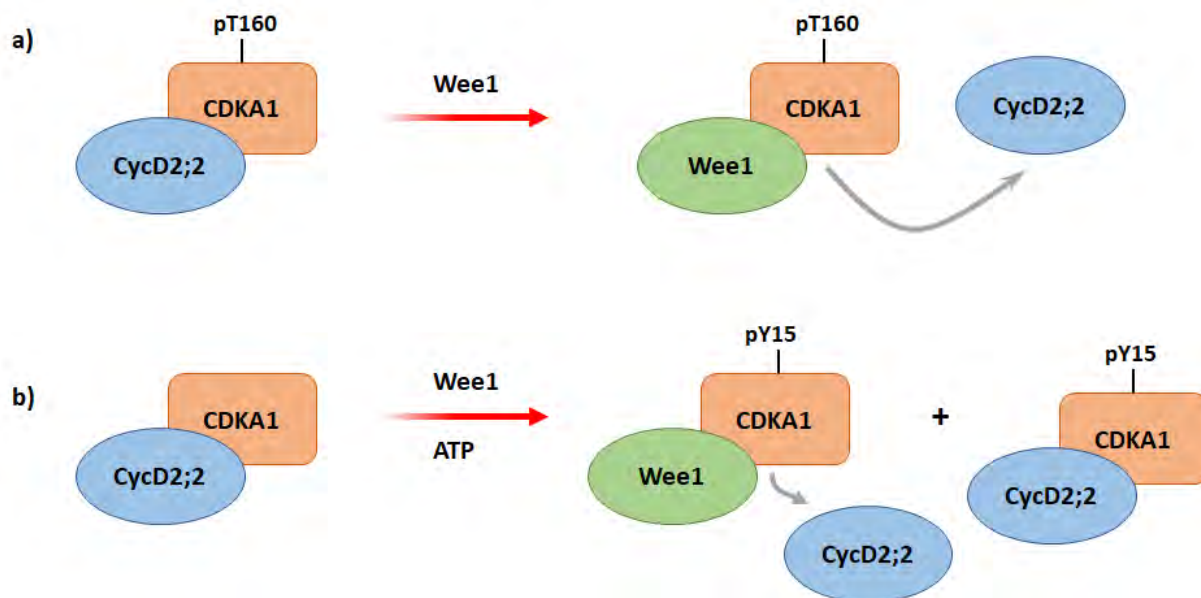 a)
pT160
CDKA1
CycD2;2
Wee1
pT160
CDKA1
Wee1
CycD2;2
b)
CDKA1
CycD2;2
Wee1
ATP
pY15
CDKA1
Wee1
CycD2;2
+
pY15
CDKA1
CycD2;2